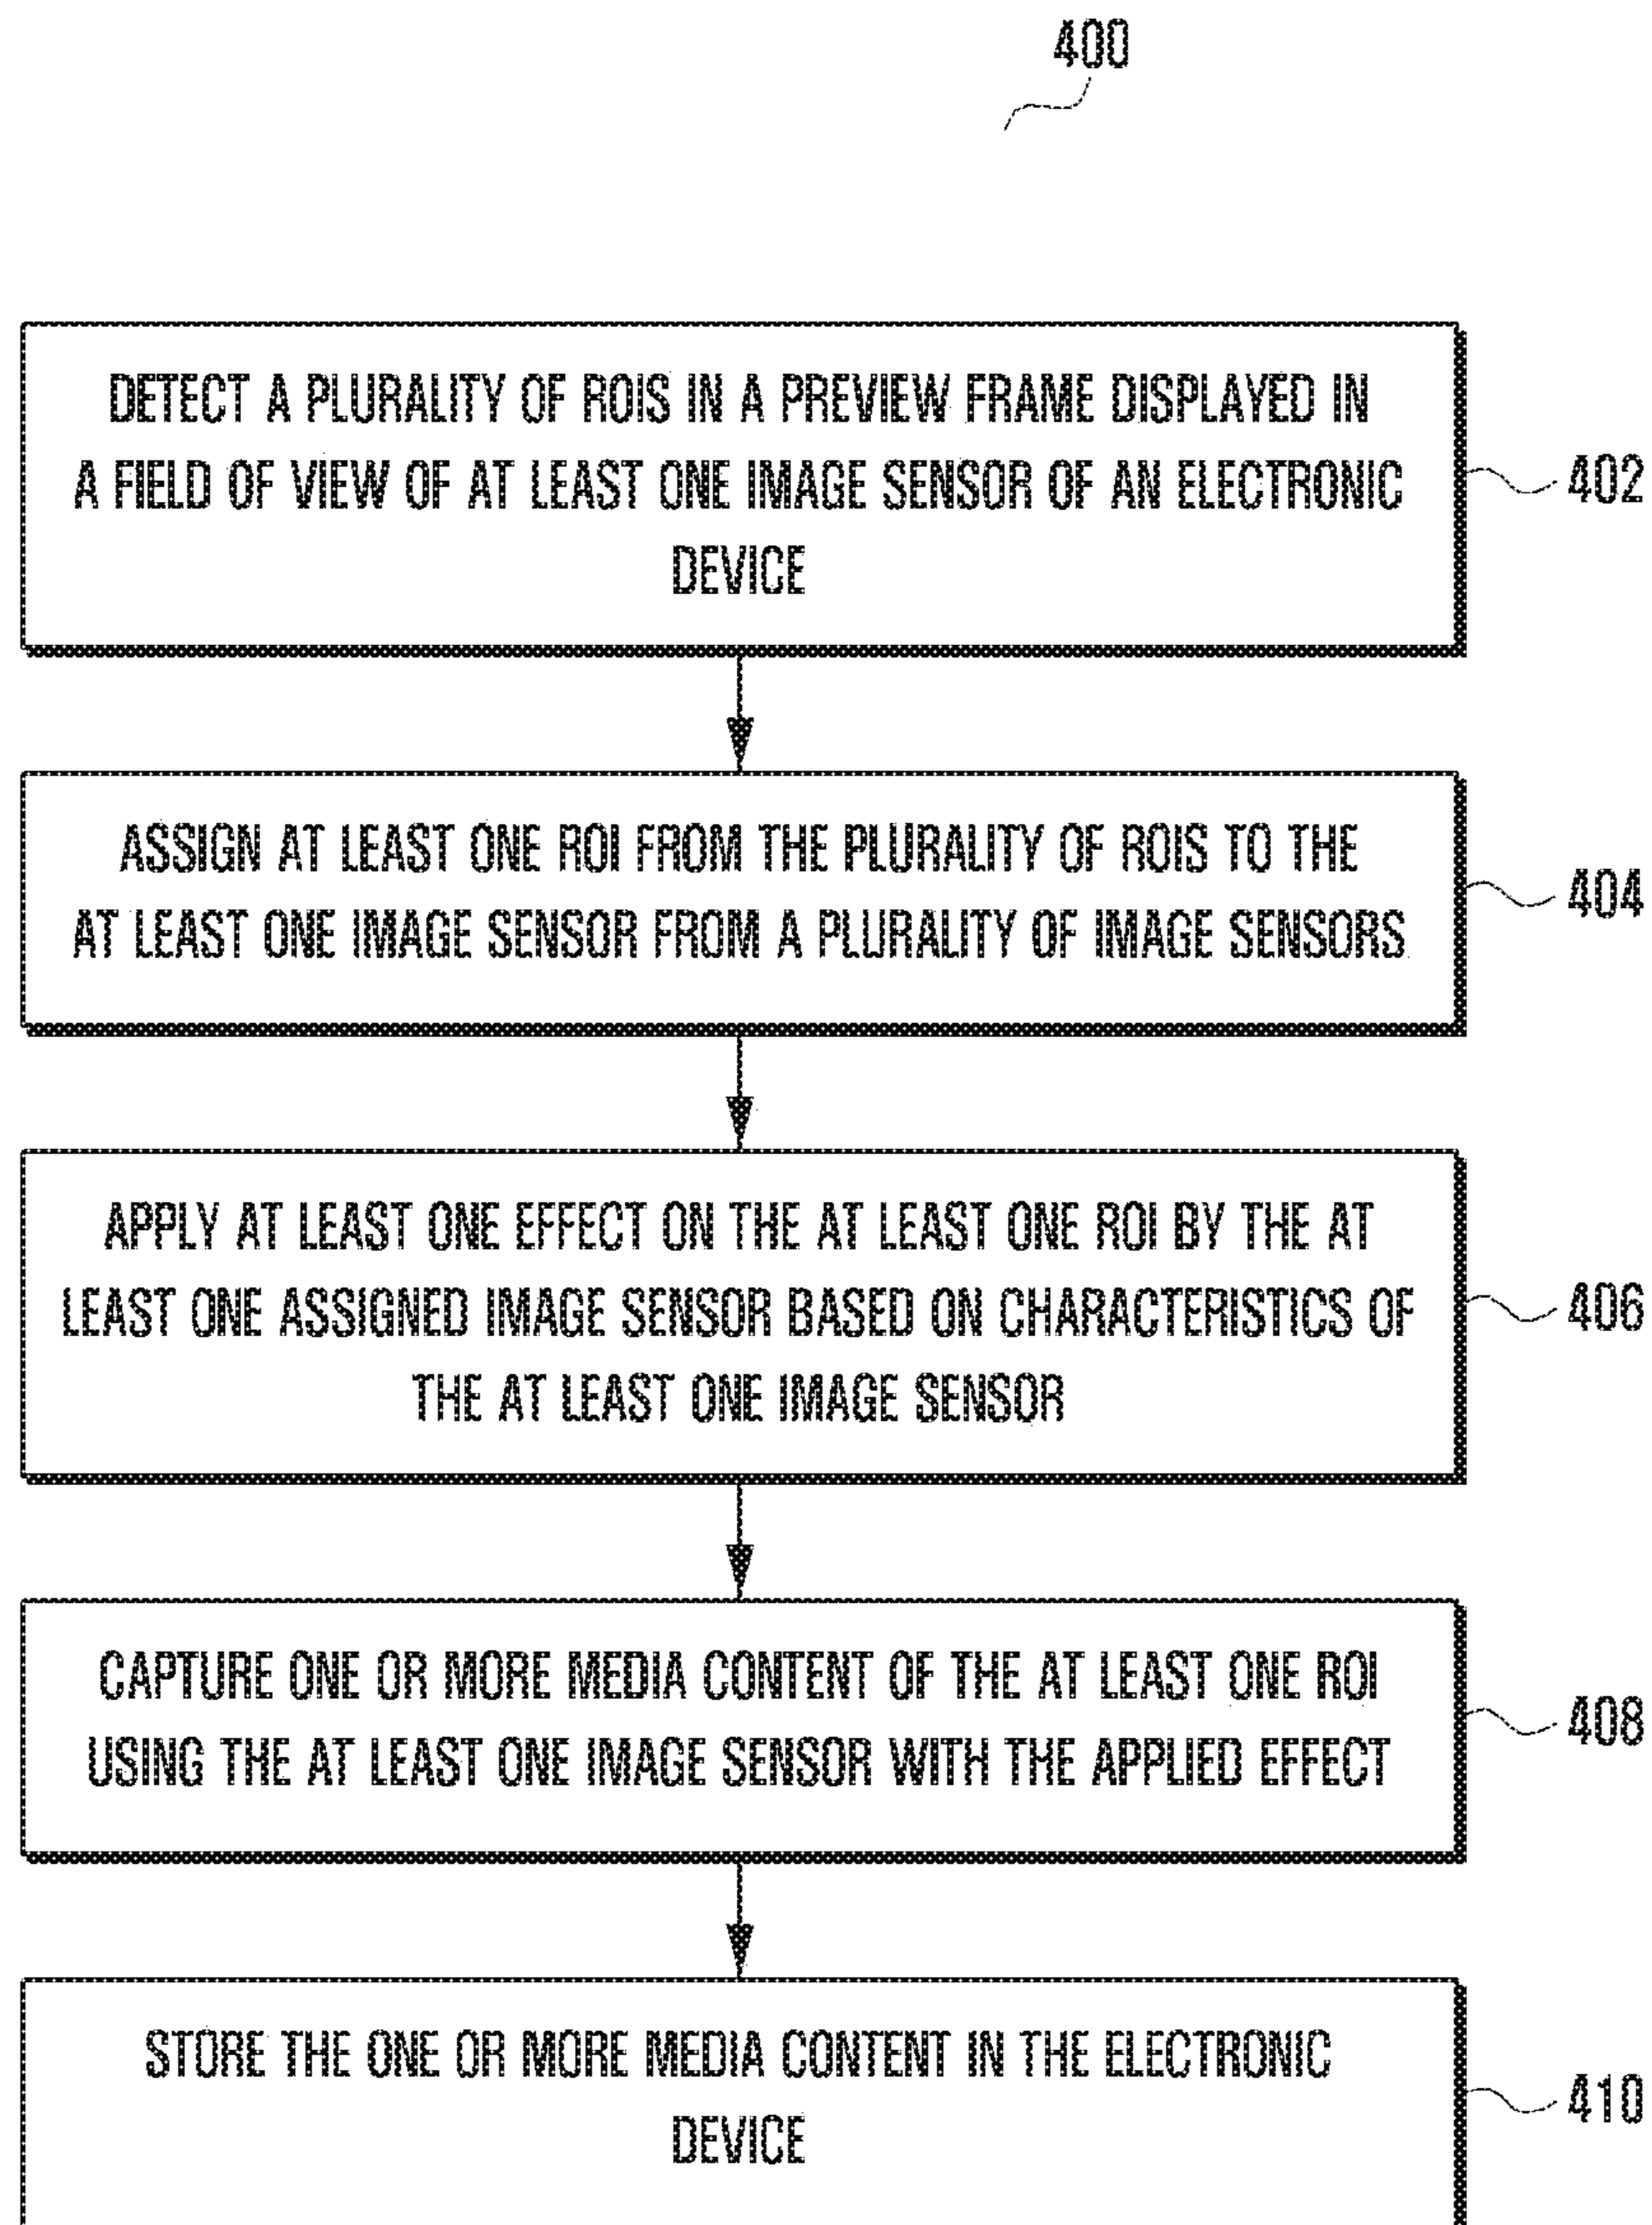 400
DETECT A PLURALITY OF ROIS IN A PREVIEW FRAME DISPLAYED IN
A FIELD OF VIEW OF AT LEAST ONE IMAGE SENSOR OF AN ELECTRONIC
DEVICE
402
ASSIGN AT LEAST ONE ROI FROM THE PLURALITY OF ROIS TO THE
AT LEAST ONE IMAGE SENSOR FROM A PLURALITY OF IMAGE SENSORS
404
APPLY AT LEAST ONE EFFECT ON THE AT LEAST ONE ROI BY THE AT
LEAST ONE ASSIGNED IMAGE SENSOR BASED ON CHARACTERISTICS OF
THE AT LEAST ONE IMAGE SENSOR
406
CAPTURE ONE OR MORE MEDIA CONTENT OF THE AT LEAST ONE ROI
USING THE AT LEAST ONE IMAGE SENSOR WITH THE APPLIED EFFECT
408
STORE THE ONE OR MORE MEDIA CONTENT IN THE ELECTRONIC
DEVICE
410